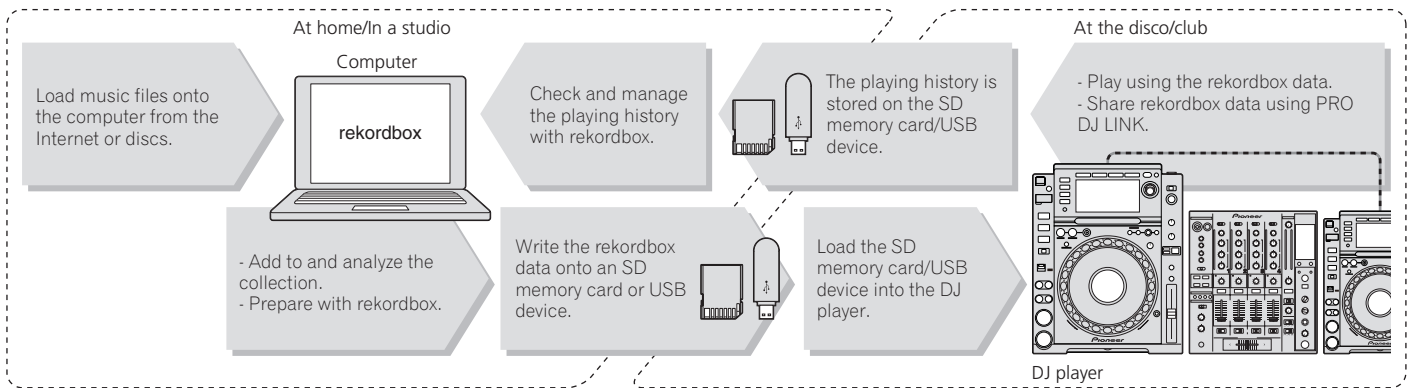 At home/In a studio
At the disco/club
Load music files onto
the computer from the
Internet or discs.
Computer
rekordbox
Check and manage
the playing history
with rekordbox.
The playing history is
stored on the SD
memory card/USB
device.
- Play using the rekordbox data.
- Share rekordbox data using PRO
DJ LINK.
- Add to and analyze the
collection.
- Prepare with rekordbox.
Write the rekordbox
data onto an SD
memory card or USB
device.
Load the SD
memory card/USB
device into the DJ
player.
Pioneer
Pioneer
Pioneer
DJ player